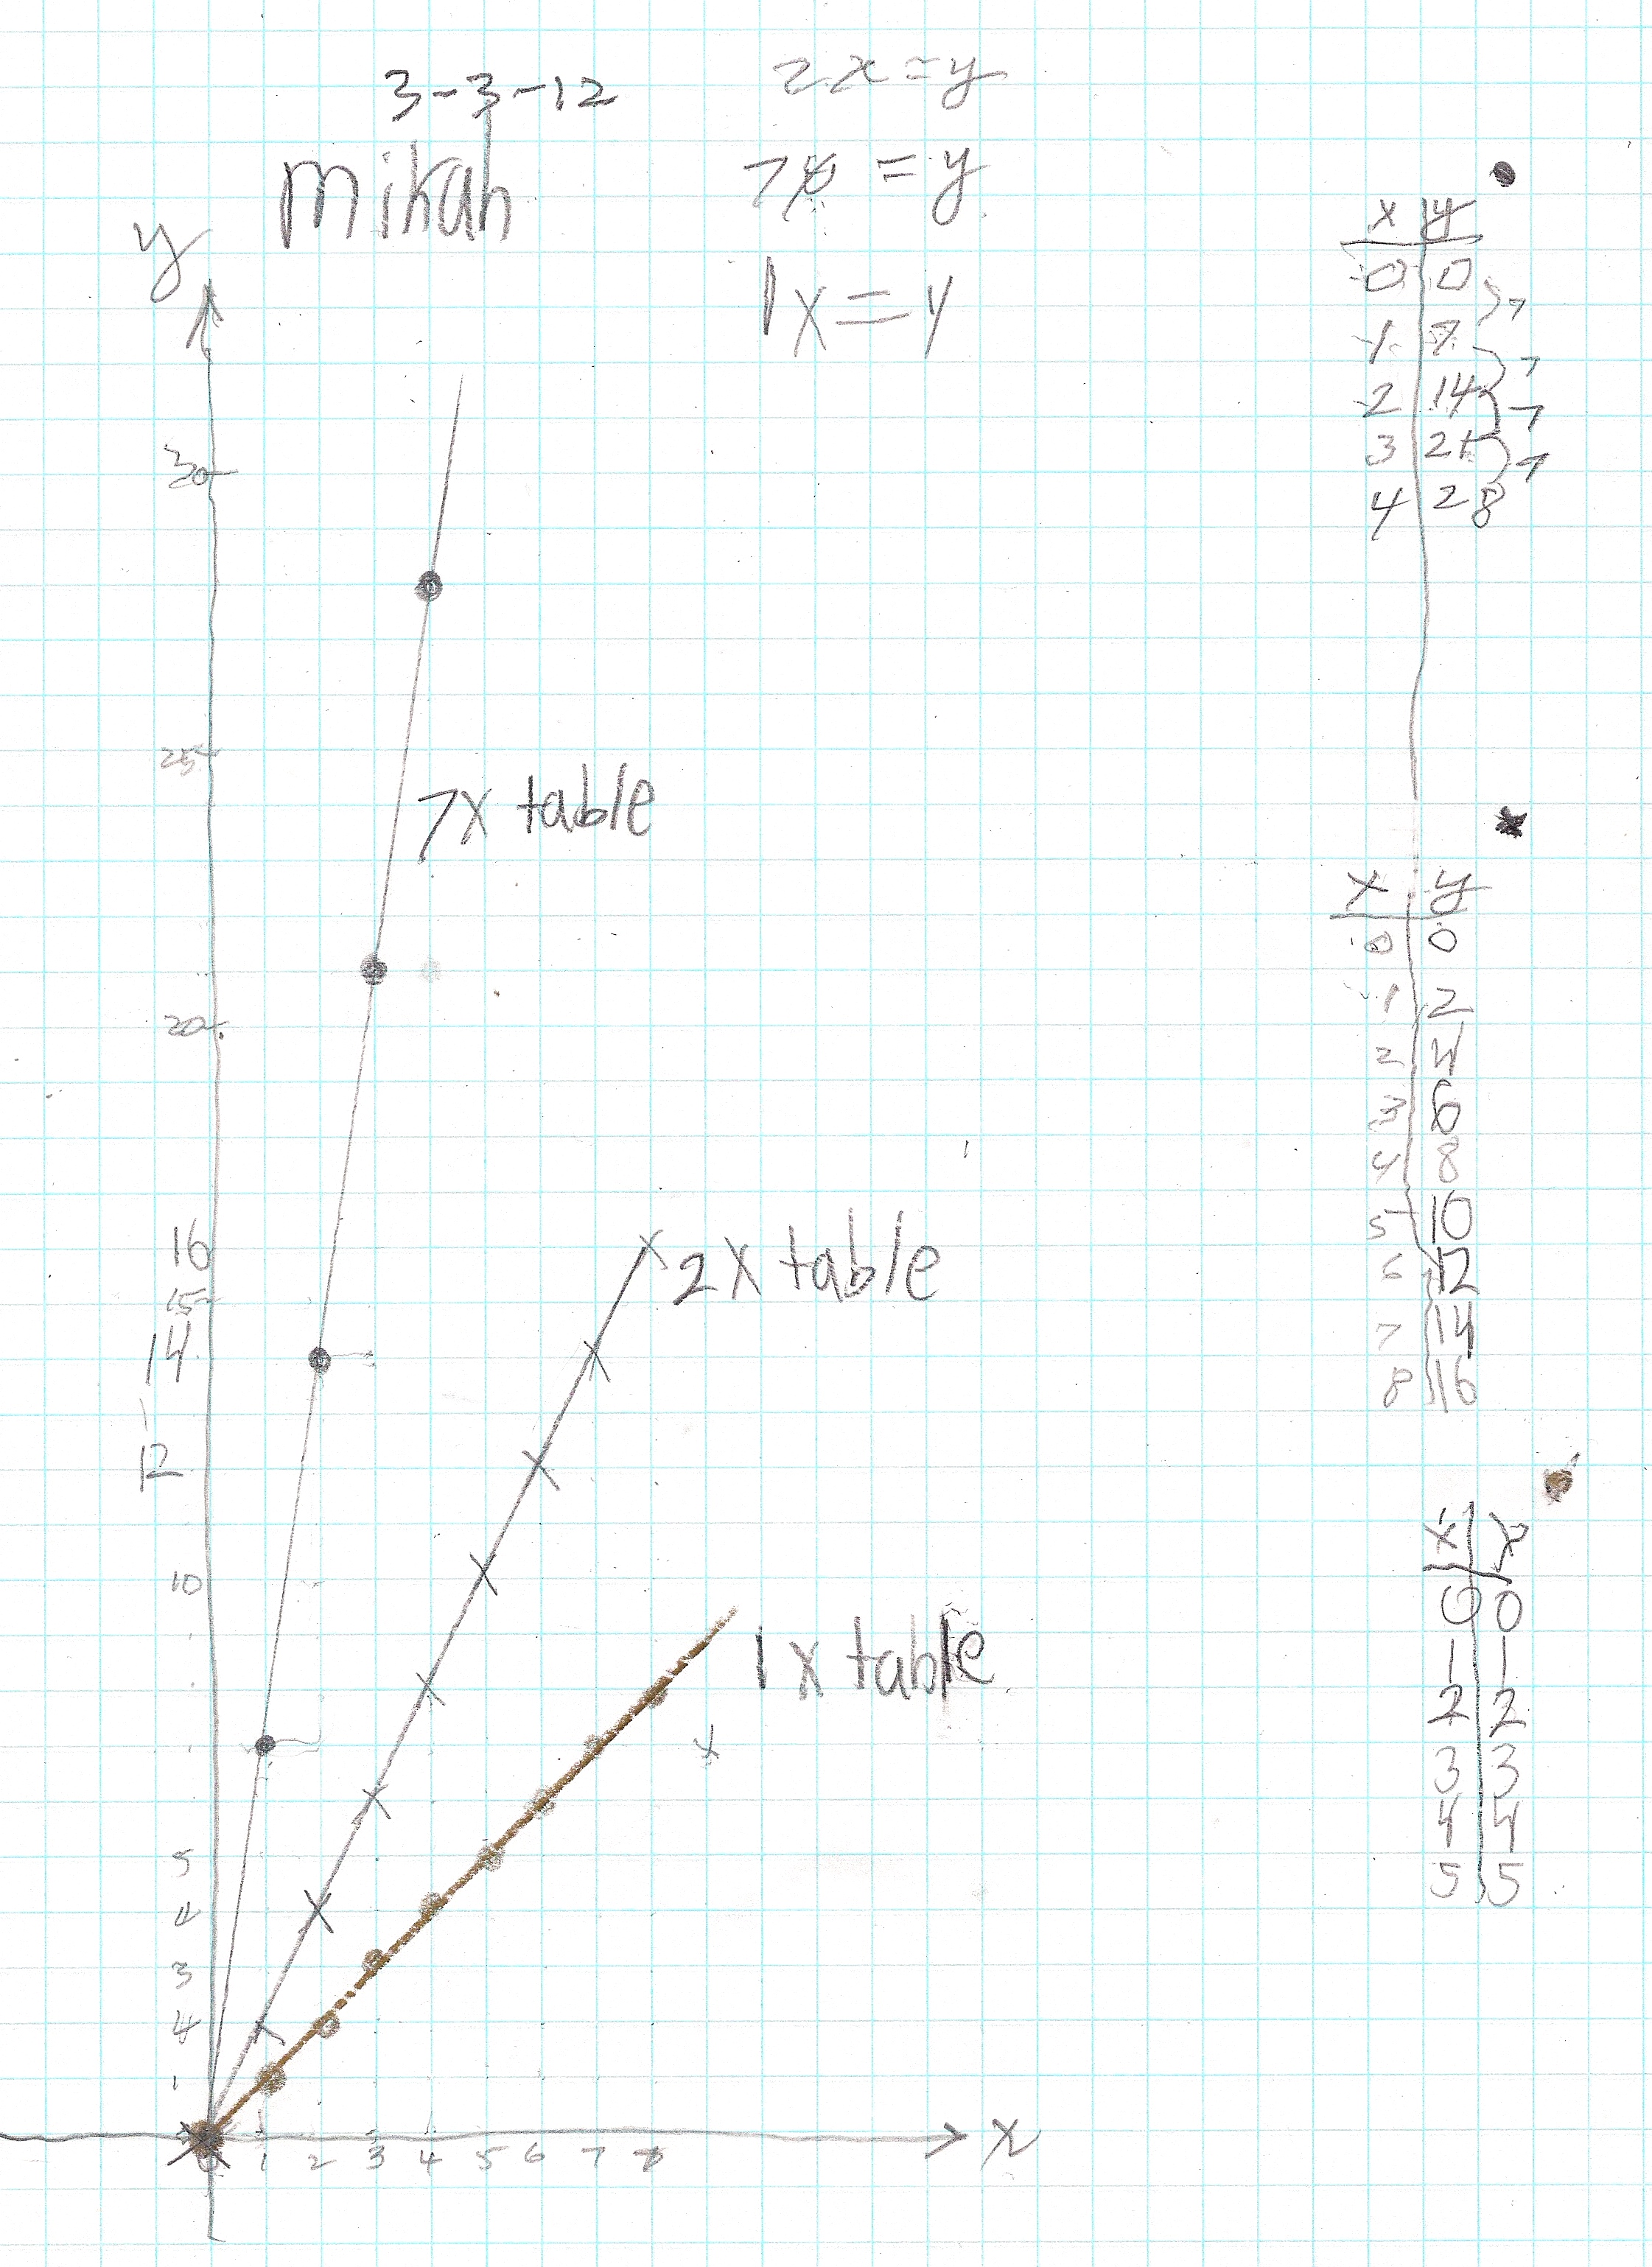 3-3-12
Mikah
2x = y
7x = y
1x = y
y
30
25
20
16
15
14
12
10
5
4
3
4
1
0 1 2 3 4 5 6 7 8
x
7x table
2x table
1x table
x
x y
0 0
1 7
2 14
3 21
4 28
7
7
7
7
x y
0 0
1 2
2 4
3 6
4 8
5 10
6 12
7 14
8 16
x y
0 0
1 1
2 2
3 3
4 4
5 5